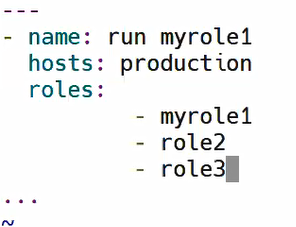 ---
- name: run myrole1
  hosts: production
  roles:
          - myrole1
          - role2
          - role3
...
~